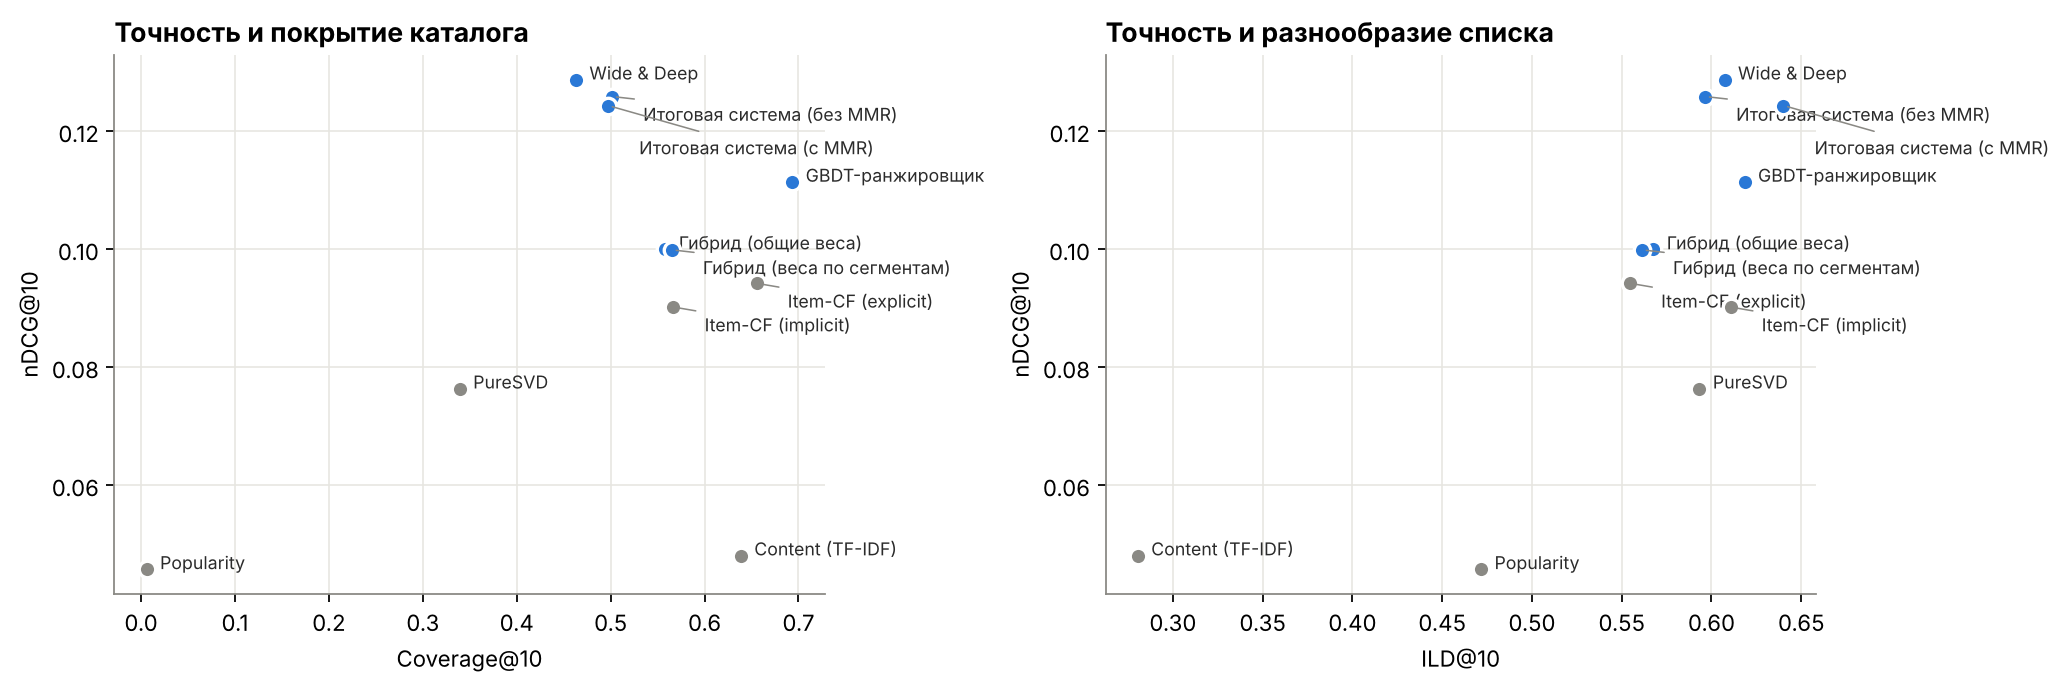 Точность и покрытие каталога
nDCG@10
0.12
0.10
0.08
0.06
Wide & Deep
Итоговая система (без MMR)
Итоговая система (с MMR)
GBDT-ранжировщик
Гибрид (общие веса)
Гибрид (веса по сегментам)
Item-CF (explicit)
Item-CF (implicit)
PureSVD
Content (TF-IDF)
Popularity
0.0 0.1 0.2 0.3 0.4 0.5 0.6 0.7
Coverage@10
Точность и разнообразие списка
nDCG@10
0.12
0.10
0.08
0.06
Wide & Deep
Итоговая система (без MMR)
Итоговая система (с MMR)
GBDT-ранжировщик
Гибрид (общие веса)
Гибрид (веса по сегментам)
Item-CF (explicit)
Item-CF (implicit)
PureSVD
Content (TF-IDF)
Popularity
0.30 0.35 0.40 0.45 0.50 0.55 0.60 0.65
ILD@10